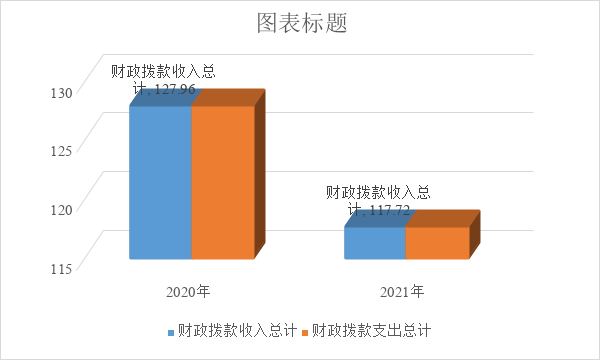 图表标题
财政拨款收入总
计, 127.96
130
125
财政拨款收入总
计, 117.72
120
115
2020年
2021年
财政拨款收入总计
财政拨款支出总计